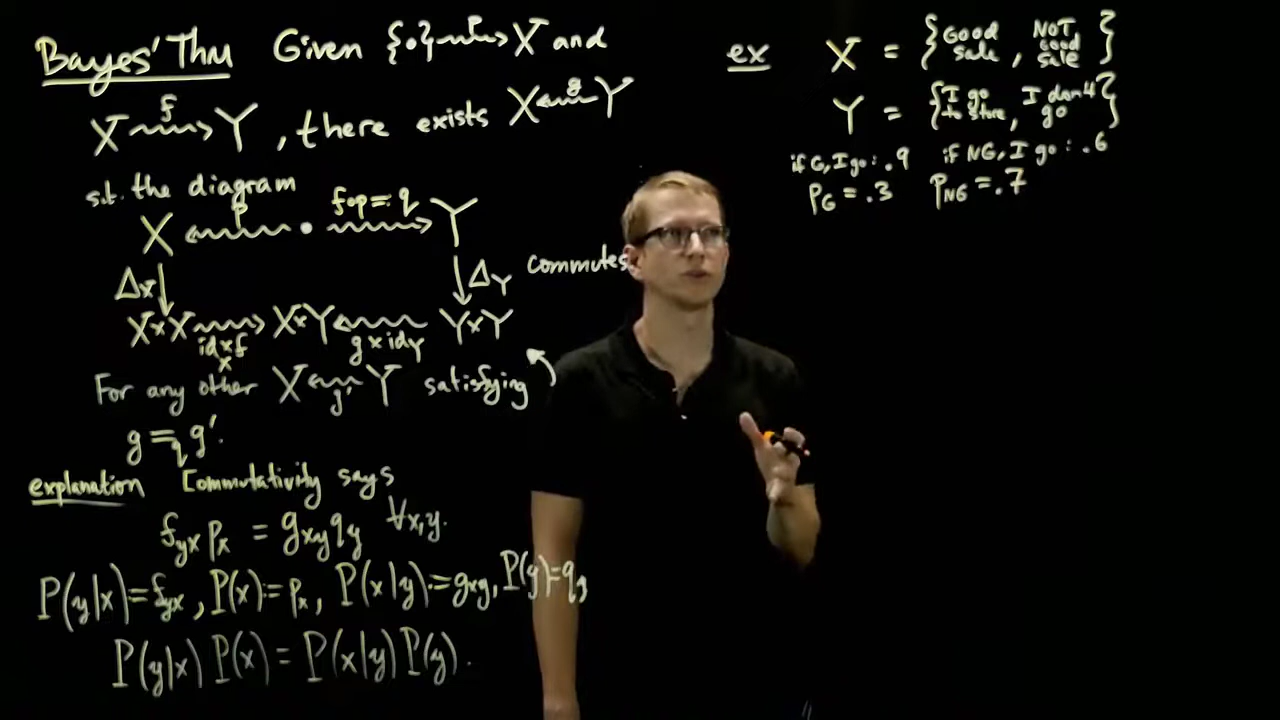 Bayes' Thm Given {•} ⇝ X and
p
X ⇝ Y, there exists X ⇜ Y
f g
s.t. the diagram
X ⇜ • ⇝ Y
p f∘p=:q
Δx ↓ ↓ ΔY commutes
X×X ⇝ X×Y ⇜ Y×Y
id×f g×idY
X
For any other X ⇜ Y satisfying
g'
g =q g'.
explanation Commutativity says
fyx px = gxy qy ∀x,y.
P(y|x):=fyx, P(x):=px, P(x|y):=gxy, P(y)=qy
P(y|x) P(x) = P(x|y) P(y).
ex X = {Good sale, NOT Good sale}
Y = {I go to store, I don't go}
if G, I go: .9 if NG, I go: .6
PG = .3 PNG = .7